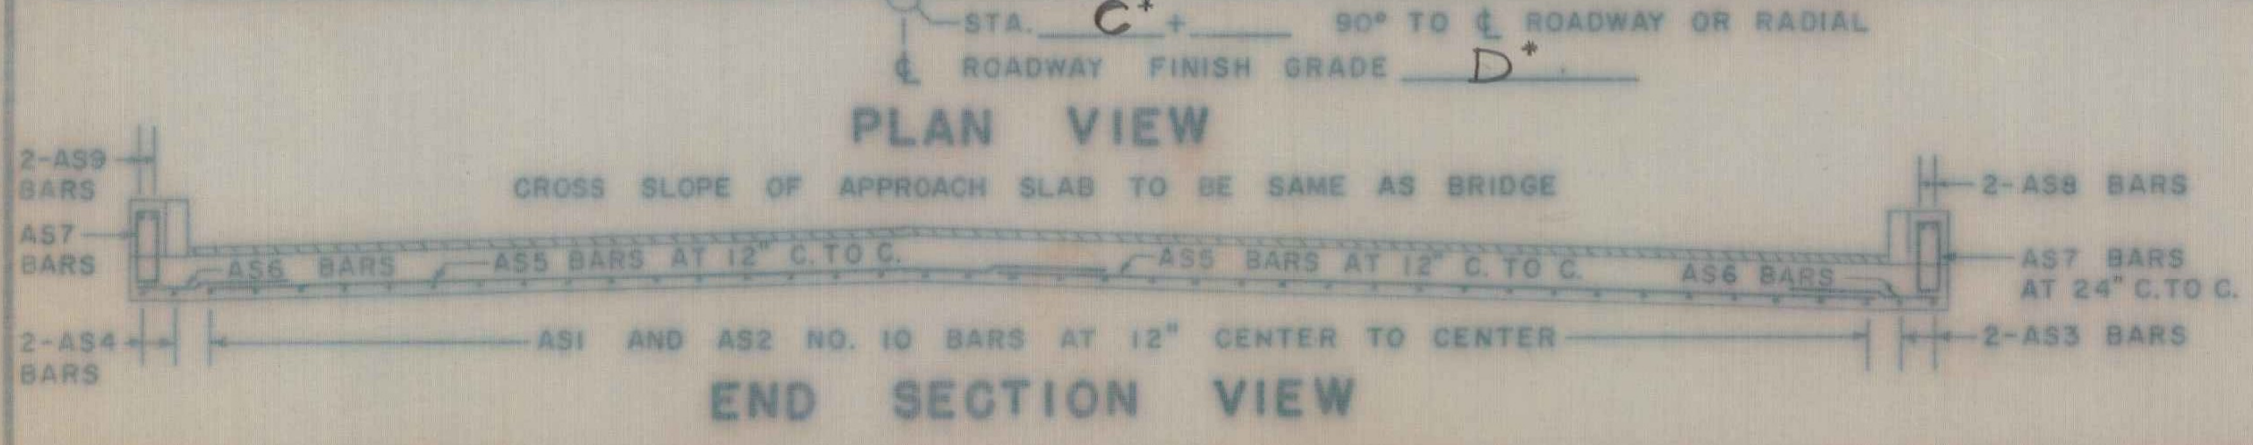 STA. C* + 90° TO ℄ ROADWAY OR RADIAL
℄ ROADWAY FINISH GRADE D*
PLAN VIEW
2-AS9
BARS
CROSS SLOPE OF APPROACH SLAB TO BE SAME AS BRIDGE
2-AS8 BARS
AS7
BARS
AS6 BARS
AS5 BARS AT 12" C. TO C.
AS5 BARS AT 12" C. TO C.
AS6 BARS
AS7 BARS
AT 24" C. TO C.
2-AS4
BARS
AS1 AND AS2 NO. 10 BARS AT 12" CENTER TO CENTER
2-AS3 BARS
END SECTION VIEW